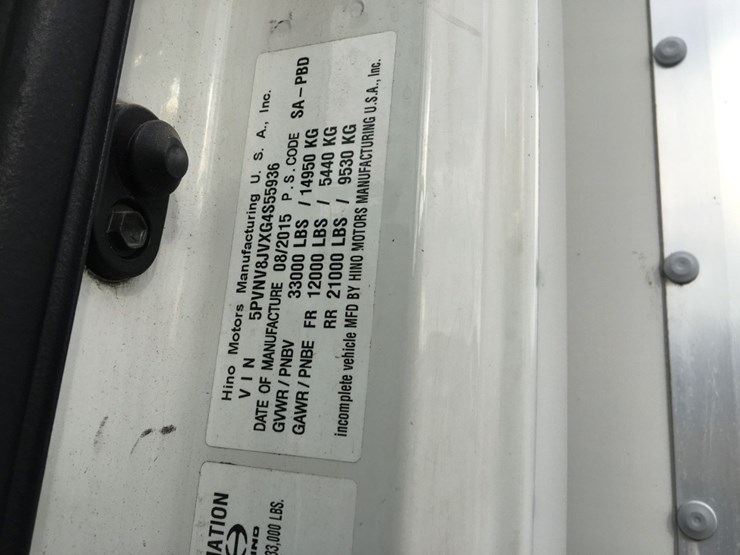 Hino Motors Manufacturing U. S. A., Inc.
VIN 5PVNV8JVXG4S55936
DATE OF MANUFACTURE 08/2015 P.S. CODE SA-PBD
GVWR/PNBV 33000 LBS / 14950 KG
GAWR/PNBE FR 12000 LBS / 5440 KG
RR 21000 LBS / 9530 KG
incomplete vehicle MFD BY HINO MOTORS MANUFACTURING U.S.A., Inc.
33,000 LBS.